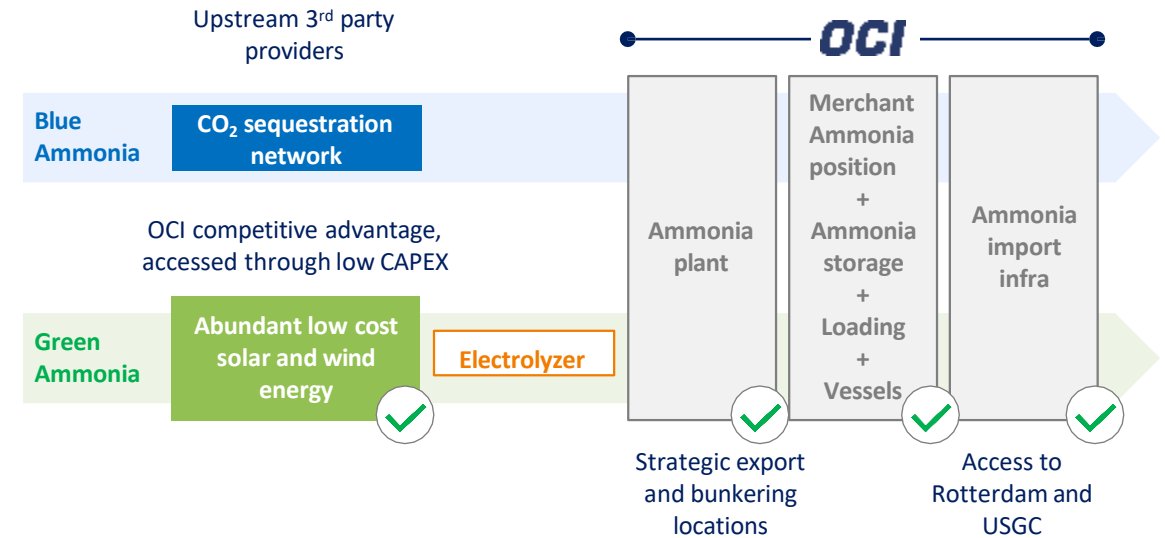 Upstream 3rd party
providers
OCI
Blue
Ammonia
CO2 sequestration
network
OCI competitive advantage,
accessed through low CAPEX
Green
Ammonia
Abundant low cost
solar and wind
energy
Electrolyzer
Ammonia
plant
Merchant
Ammonia
position
+
Ammonia
storage
+
Loading
+
Vessels
Ammonia
import
infra
Strategic export
and bunkering
locations
Access to
Rotterdam and
USGC